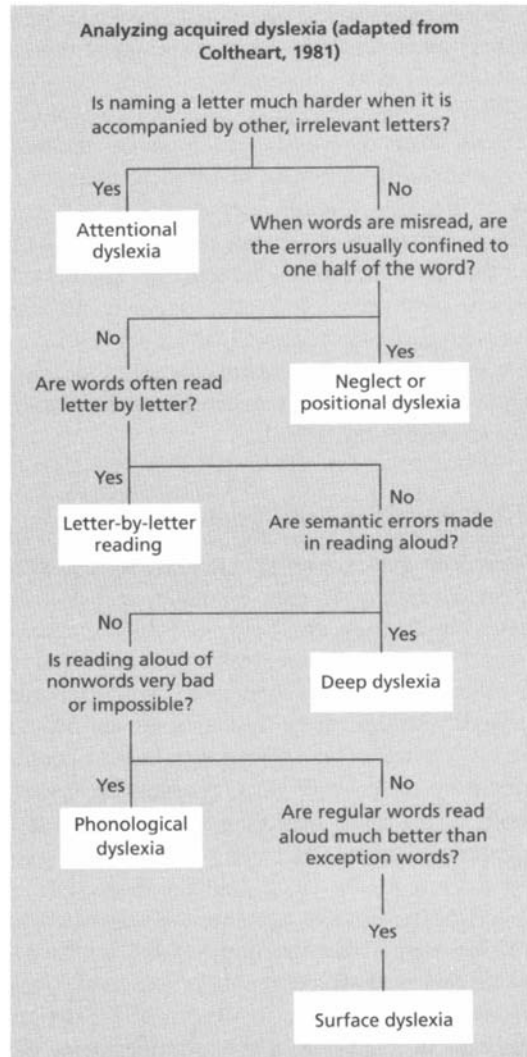 Analyzing acquired dyslexia (adapted from
Coltheart, 1981)
Is naming a letter much harder when it is
accompanied by other, irrelevant letters?
Yes
No
Attentional
dyslexia
When words are misread, are
the errors usually confined to
one half of the word?
No
Yes
Are words often read
letter by letter?
Neglect or
positional dyslexia
Yes
No
Letter-by-letter
reading
Are semantic errors made
in reading aloud?
No
Yes
Is reading aloud of
nonwords very bad
or impossible?
Deep dyslexia
Yes
No
Phonological
dyslexia
Are regular words read
aloud much better than
exception words?
Yes
Surface dyslexia